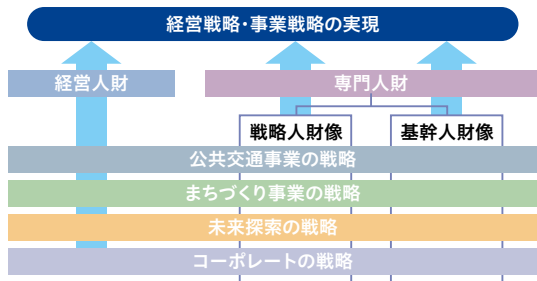 経営戦略・事業戦略の実現
経営人財
専門人財
戦略人財像
基幹人財像
公共交通事業の戦略
まちづくり事業の戦略
未来探索の戦略
コーポレートの戦略